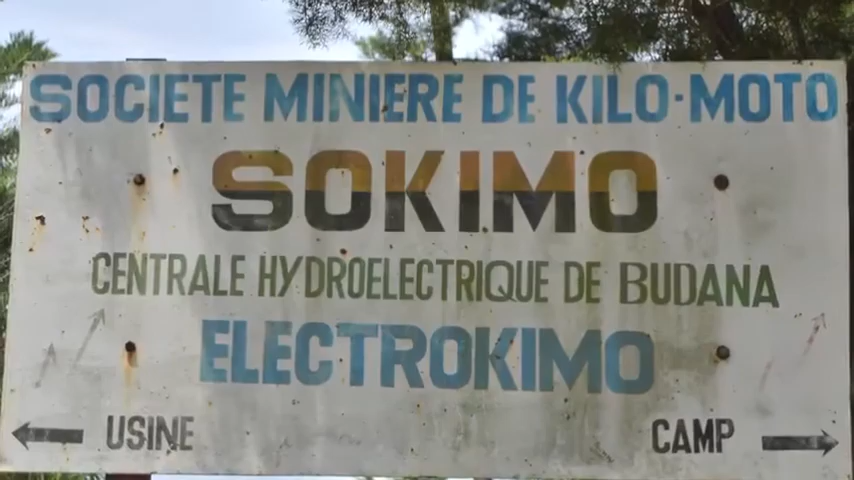 SOCIETE MINIERE DE KILO-MOTO
SOKIMO
CENTRALE HYDROELECTRIQUE DE BUDANA
ELECTROKIMO
USINE CAMP